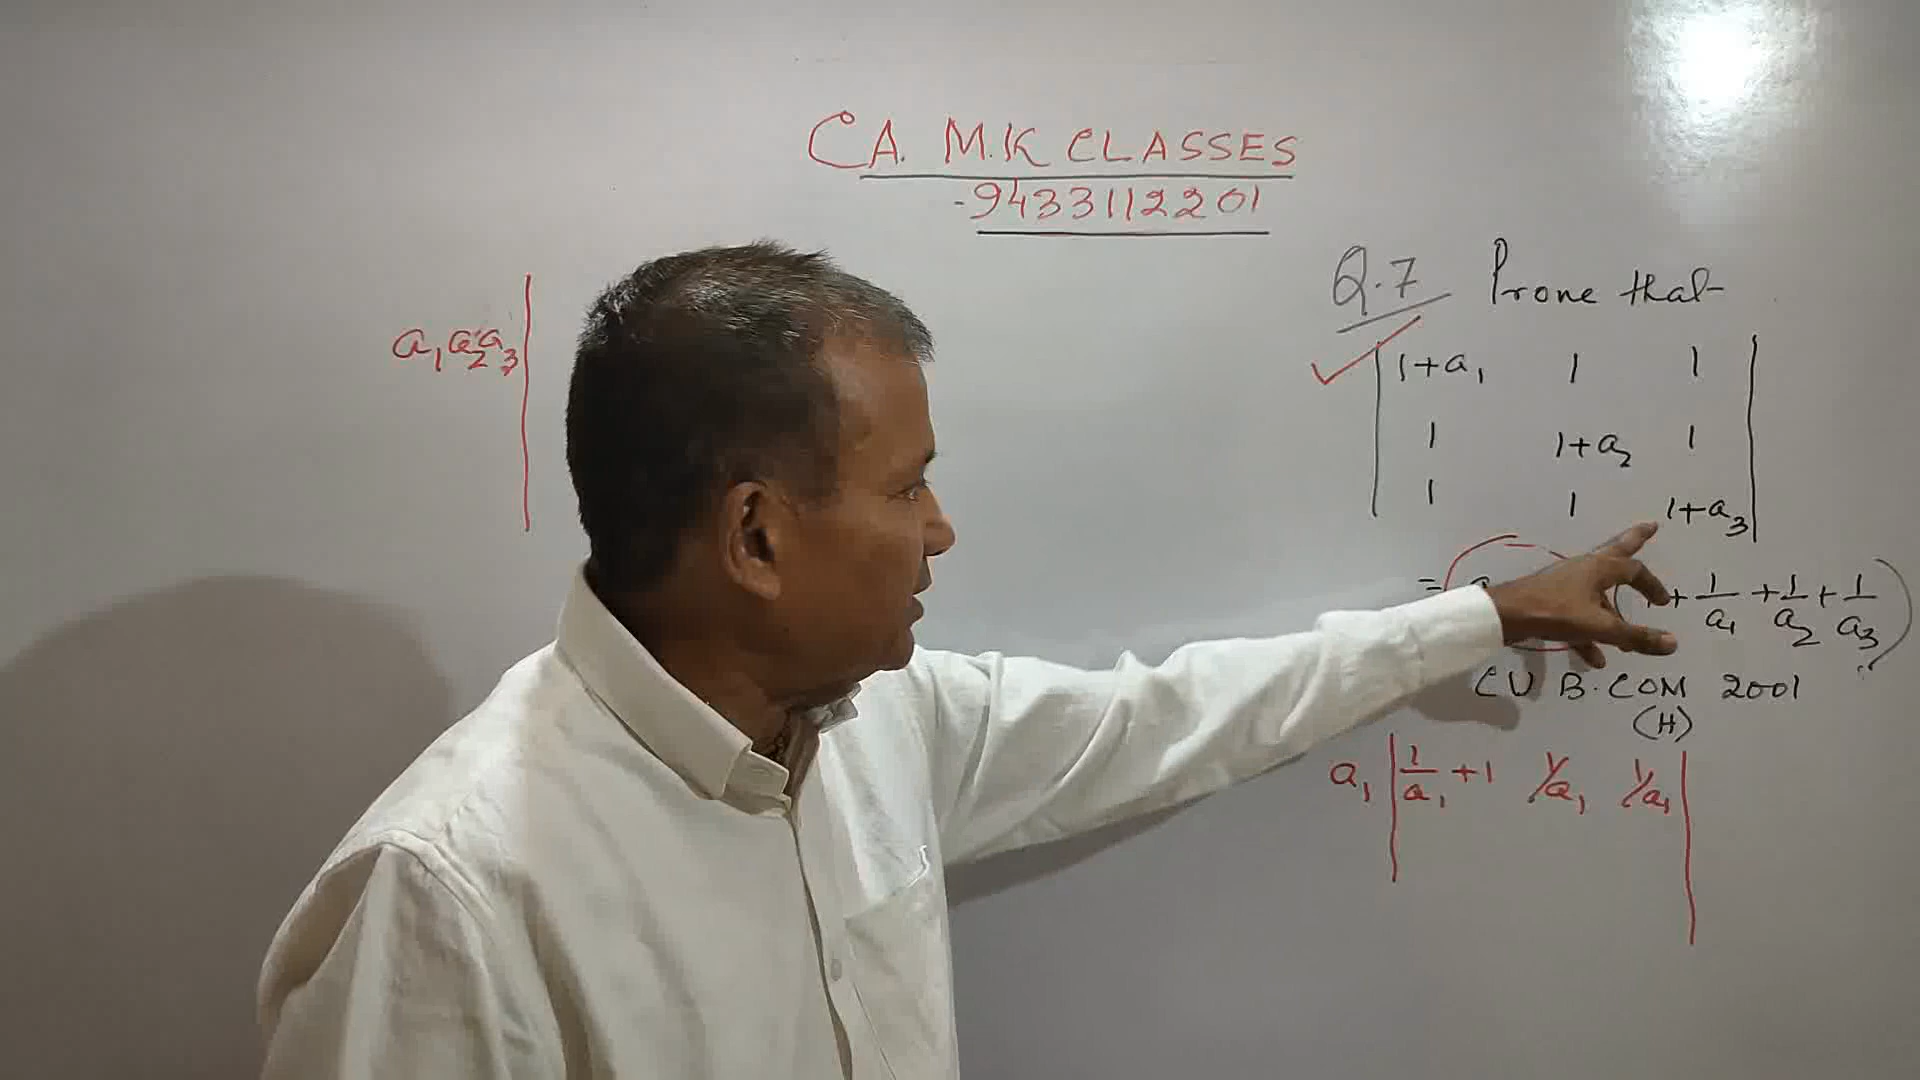 CA. M.K CLASSES
-9433112201
Q.7 Prove that-
1+a₁ 1 1
1 1+a₂ 1
1 1 1+a₃
= + 1/a₁ + 1/a₂ + 1/a₃)
CU B.COM 2001
(H)
a₁ | 1/a₁ + 1 1/a₁ 1/a₁ |
a₁a₂a₃ |